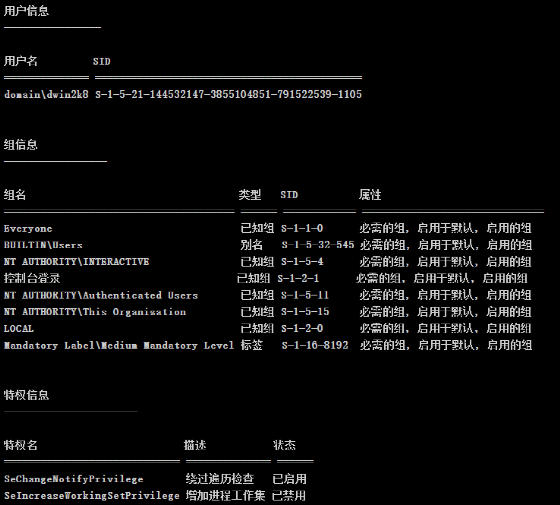 用户信息
用户名 SID
domain\dwin2k8 S-1-5-21-144532147-3855104851-791522539-1105
组信息
组名 类型 SID 属性
Everyone 已知组 S-1-1-0 必需的组, 启用于默认, 启用的组
BUILTIN\Users 别名 S-1-5-32-545 必需的组, 启用于默认, 启用的组
NT AUTHORITY\INTERACTIVE 已知组 S-1-5-4 必需的组, 启用于默认, 启用的组
控制台登录 已知组 S-1-2-1 必需的组, 启用于默认, 启用的组
NT AUTHORITY\Authenticated Users 已知组 S-1-5-11 必需的组, 启用于默认, 启用的组
NT AUTHORITY\This Organization 已知组 S-1-5-15 必需的组, 启用于默认, 启用的组
LOCAL 已知组 S-1-2-0 必需的组, 启用于默认, 启用的组
Mandatory Label\Medium Mandatory Level 标签 S-1-16-8192 必需的组, 启用于默认, 启用的组
特权信息
特权名 描述 状态
SeChangeNotifyPrivilege 绕过遍历检查 已启用
SeIncreaseWorkingSetPrivilege 增加进程工作集 已禁用